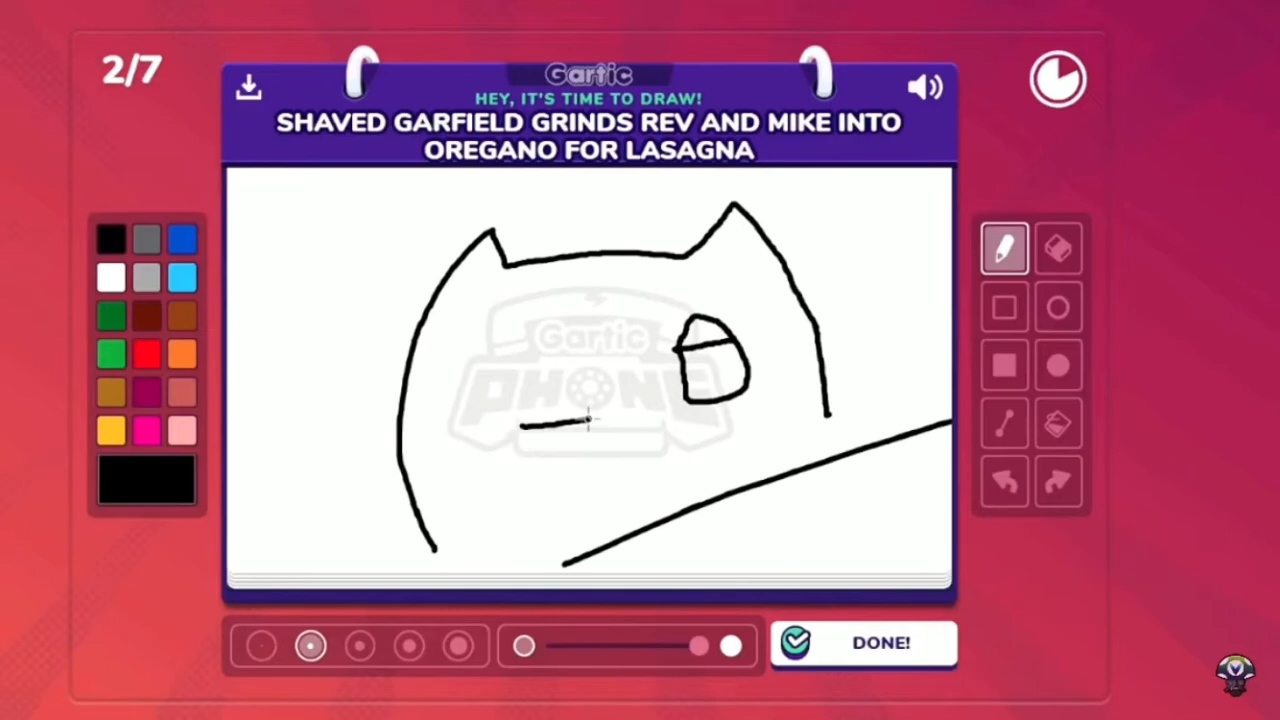 2/7
Gartic
HEY, IT'S TIME TO DRAW!
SHAVED GARFIELD GRINDS REV AND MIKE INTO
OREGANO FOR LASAGNA
Gartic
PHONE
DONE!